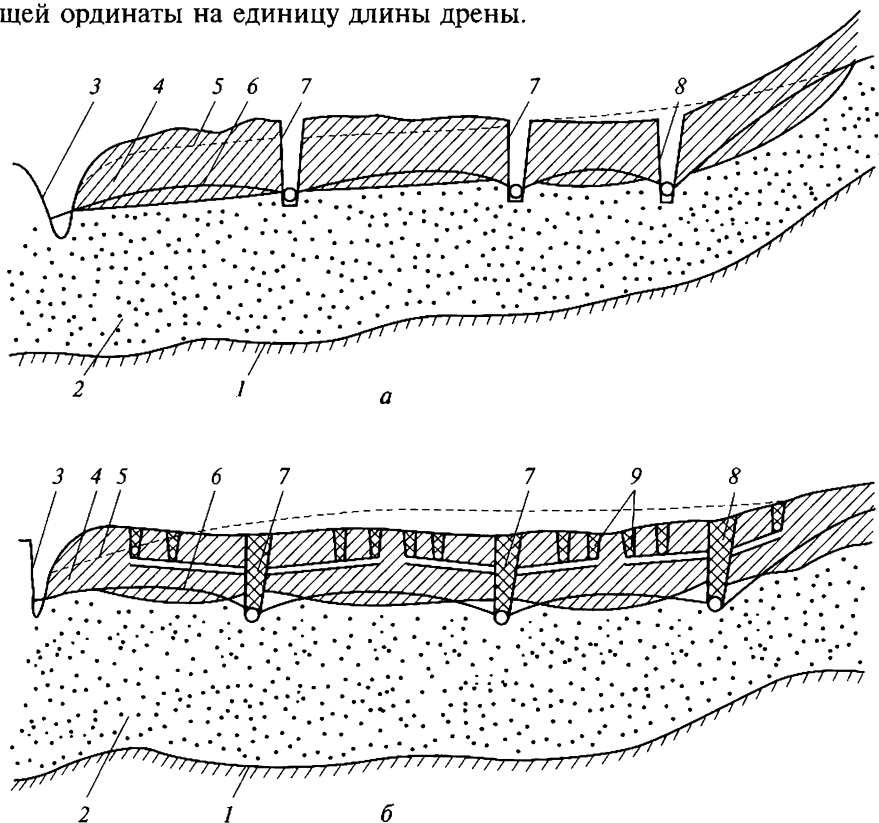 щей ординаты на единицу длины дрены.
3 4 5 6 7 7 8
2 1 а
3 4 5 6 7 7 9 8
2 1 б